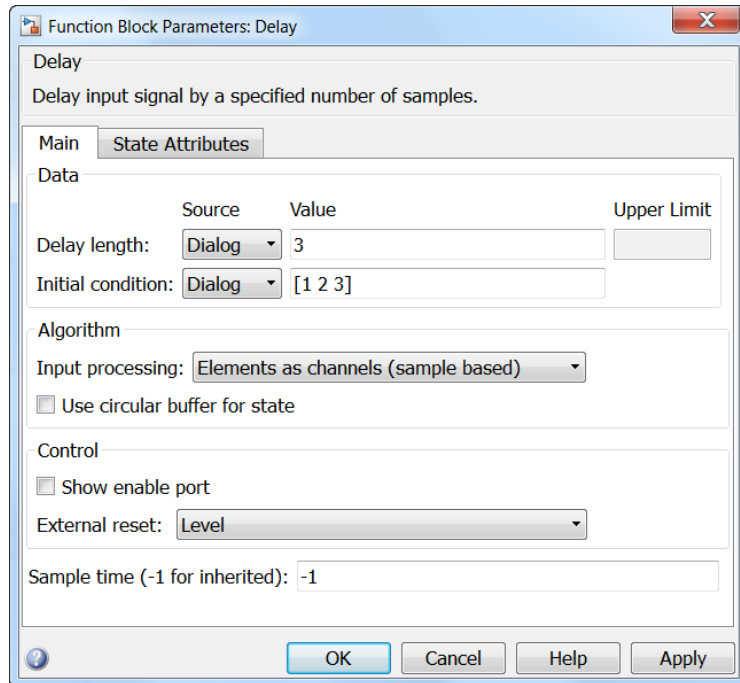 Function Block Parameters: Delay
Delay
Delay input signal by a specified number of samples.
Main State Attributes
Data
Source Value Upper Limit
Delay length: Dialog 3
Initial condition: Dialog [1 2 3]
Algorithm
Input processing: Elements as channels (sample based)
Use circular buffer for state
Control
Show enable port
External reset: Level
Sample time (-1 for inherited): -1
OK Cancel Help Apply